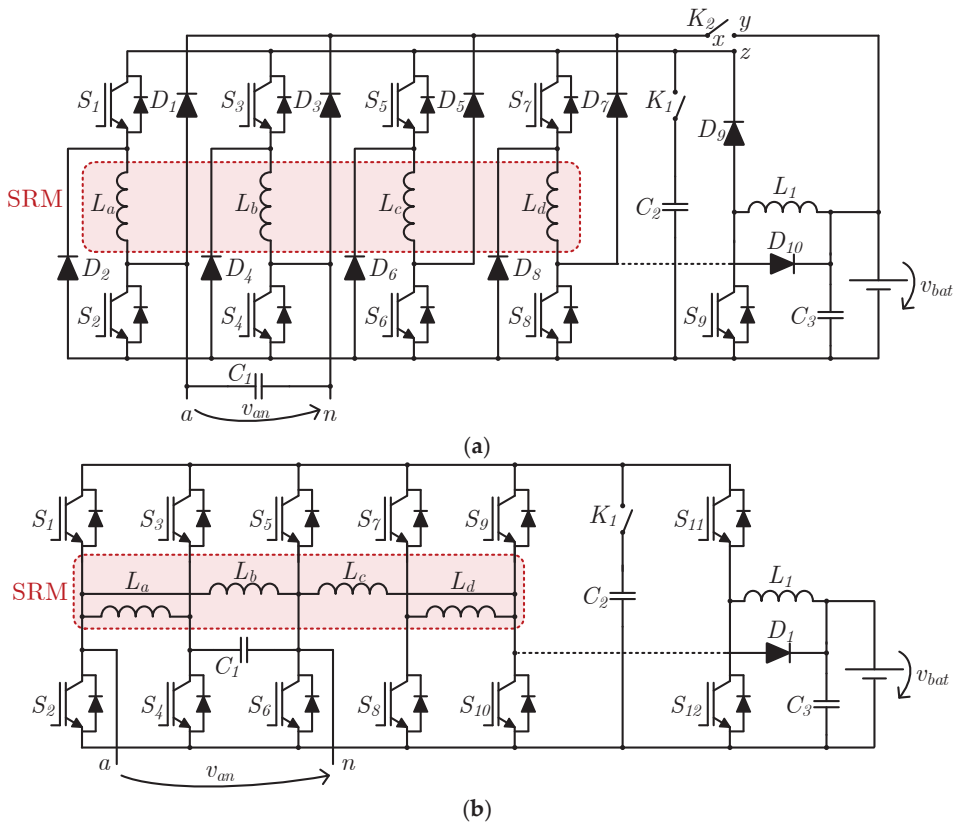 K2 y
x z
S1 D1 S3 D3 S5 D5 S7 D7 K1
D9
SRM La Lb Lc Ld C2 L1
D10
D2 D4 D6 D8
S2 S4 S6 S8 S9 C3 vbat
C1
a van n
(a)
S1 S3 S5 S7 S9 K1 S11
SRM La Lb Lc Ld C2 L1
C1 D1
S2 S4 S6 S8 S10 S12 C3 vbat
a van n
(b)